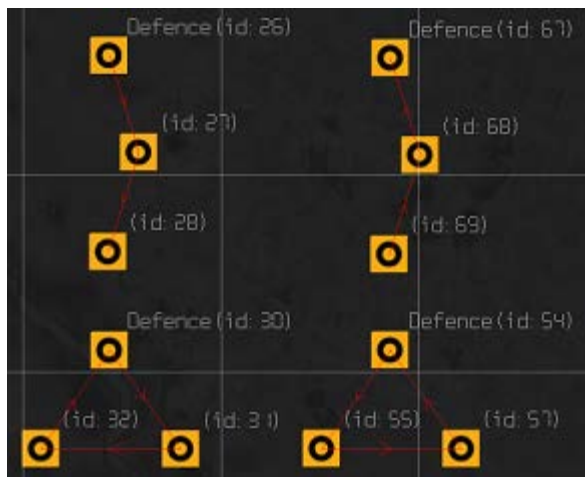 Defence (id: 26)
Defence (id: 67)
(id: 27)
(id: 68)
(id: 28)
(id: 69)
Defence (id: 30)
Defence (id: 54)
(id: 32)
(id: 31)
(id: 55)
(id: 57)